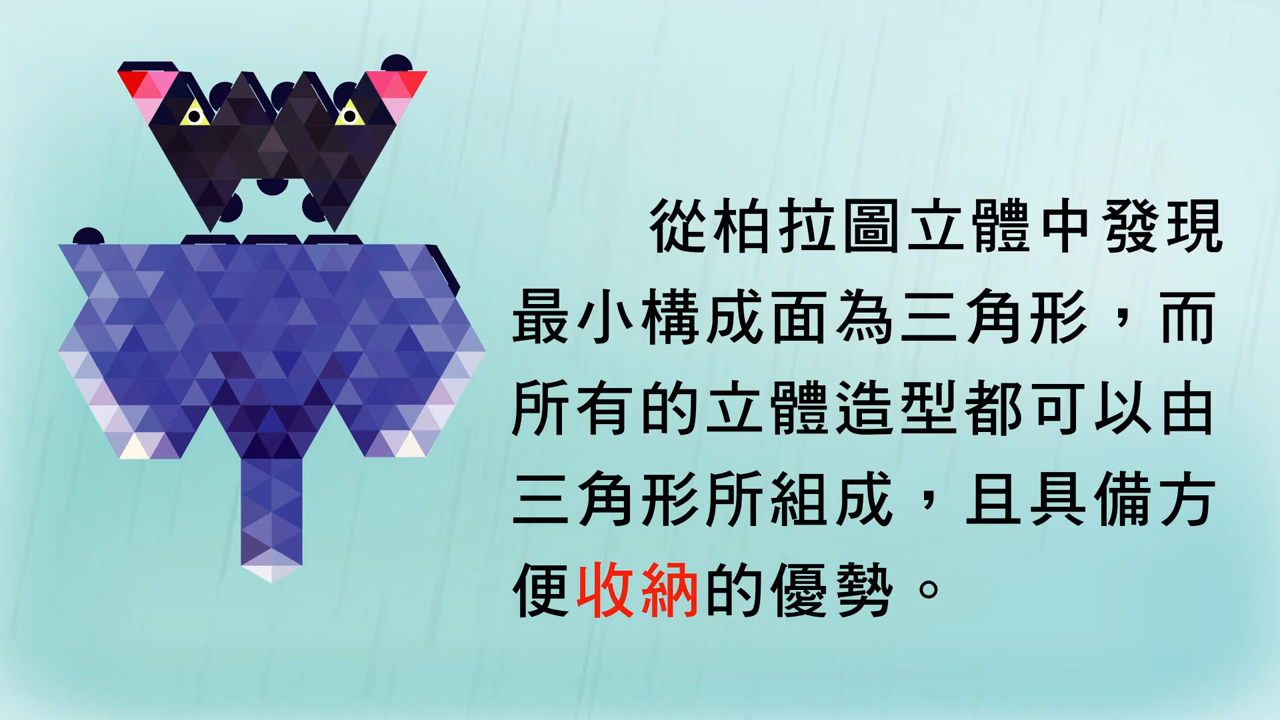 從柏拉圖立體中發現
最小構成面為三角形，而
所有的立體造型都可以由
三角形所組成，且具備方
便收納的優勢。